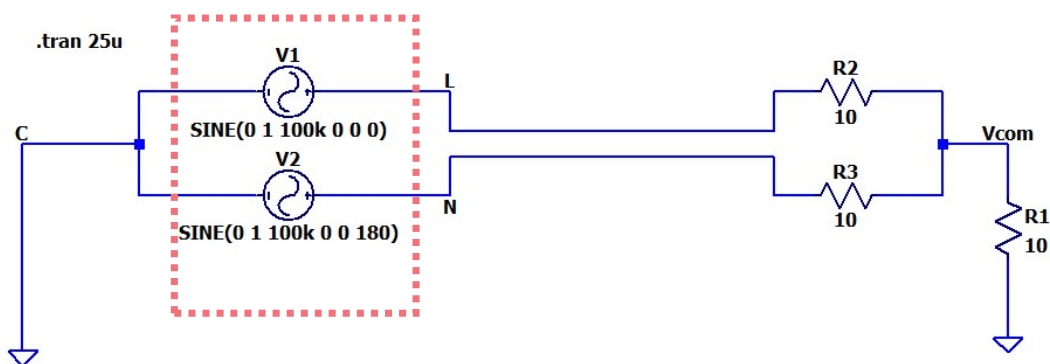 .tran 25u
V1
SINE(0 1 100k 0 0 0)
L
C
V2
SINE(0 1 100k 0 0 180)
N
R2
10
R3
10
Vcom
R1
10